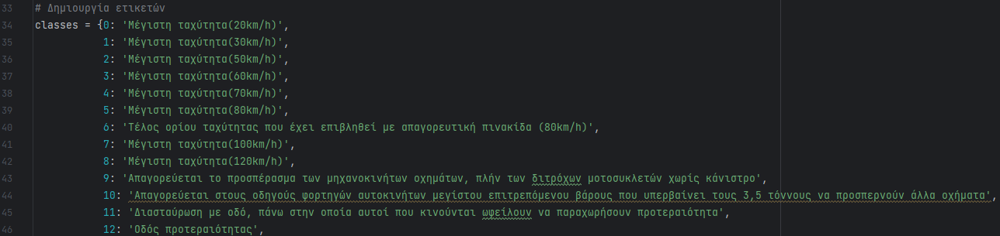 33 # Δημιουργία ετικετών
34 classes = {0: 'Μέγιστη ταχύτητα(20km/h)',
35 1: 'Μέγιστη ταχύτητα(30km/h)',
36 2: 'Μέγιστη ταχύτητα(50km/h)',
37 3: 'Μέγιστη ταχύτητα(60km/h)',
38 4: 'Μέγιστη ταχύτητα(70km/h)',
39 5: 'Μέγιστη ταχύτητα(80km/h)',
40 6: 'Τέλος ορίου ταχύτητας που έχει επιβληθεί με απαγορευτική πινακίδα (80km/h)',
41 7: 'Μέγιστη ταχύτητα(100km/h)',
42 8: 'Μέγιστη ταχύτητα(120km/h)',
43 9: 'Απαγορεύεται το προσπέρασμα των μηχανοκινήτων οχημάτων, πλήν των διτρόχων μοτοσυκλετών χωρίς κάνιστρο',
44 10: 'Απαγορεύεται στους οδηγούς φορτηγών αυτοκινήτων μεγίστου επιτρεπόμενου βάρους που υπερβαίνει τους 3,5 τόννους να προσπερνούν άλλα οχήματα',
45 11: 'Διασταύρωση με οδό, πάνω στην οποία αυτοί που κινούνται ωφείλουν να παραχωρήσουν προτεραιότητα',
46 12: 'Οδός προτεραιότητας',